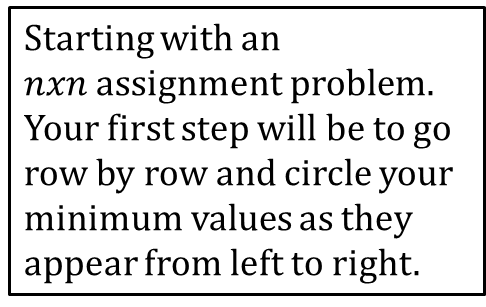 Starting with an
nxn assignment problem.
Your first step will be to go
row by row and circle your
minimum values as they
appear from left to right.